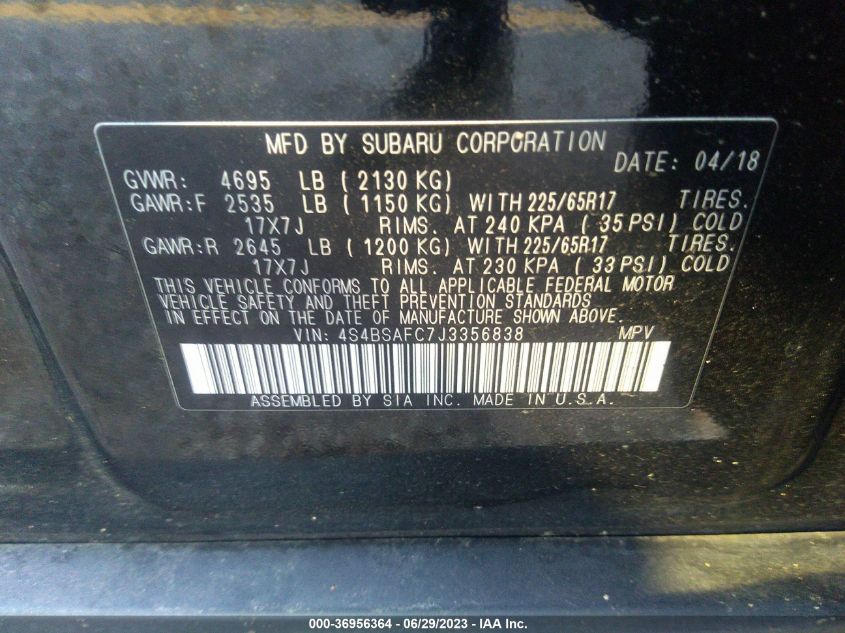 MFD BY SUBARU CORPORATION
DATE: 04/18
GVWR: 4695 LB ( 2130 KG)
GAWR:F 2535 LB ( 1150 KG) WITH 225/65R17 TIRES.
17X7J RIMS. AT 240 KPA ( 35 PSI) COLD
GAWR:R 2645 LB ( 1200 KG) WITH 225/65R17 TIRES.
17X7J RIMS. AT 230 KPA ( 33 PSI) COLD
THIS VEHICLE CONFORMS TO ALL APPLICABLE FEDERAL MOTOR
VEHICLE SAFETY AND THEFT PREVENTION STANDARDS
IN EFFECT ON THE DATE OF MANUFACTURE SHOWN ABOVE.
VIN: 4S4BSAFC7J3356838 MPV
ASSEMBLED BY SIA INC. MADE IN U.S.A.
000-36956364 - 06/29/2023 - IAA Inc.